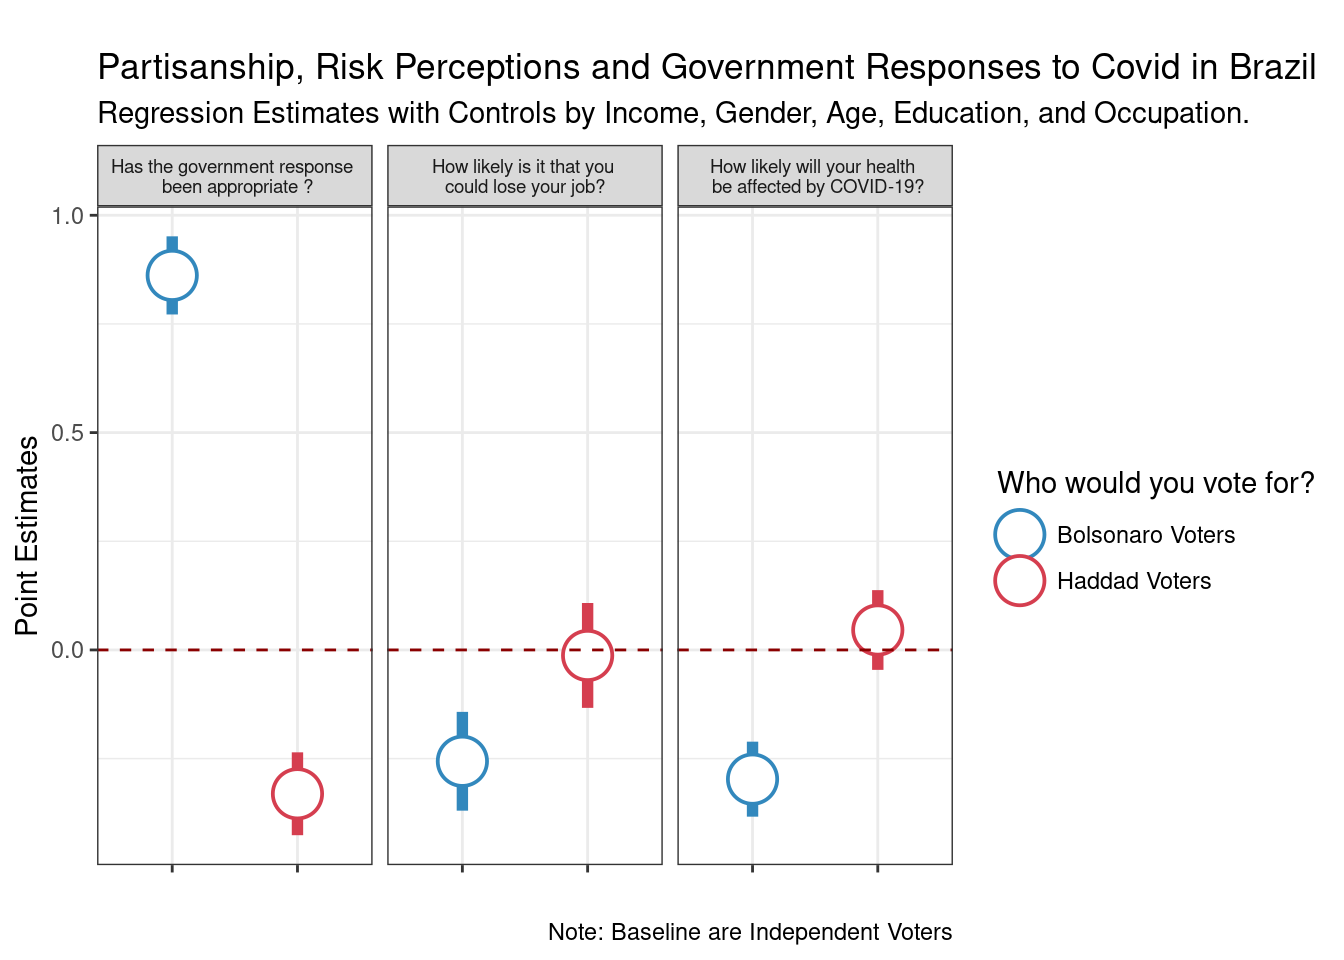 Partisanship, Risk Perceptions and Government Responses to Covid in Brazil
Regression Estimates with Controls by Income, Gender, Age, Education, and Occupation.
Has the government response
been appropriate ?
How likely is it that you
could lose your job?
How likely will your health
be affected by COVID-19?
1.0
0.5
0.0
Point Estimates
Who would you vote for?
Bolsonaro Voters
Haddad Voters
Note: Baseline are Independent Voters